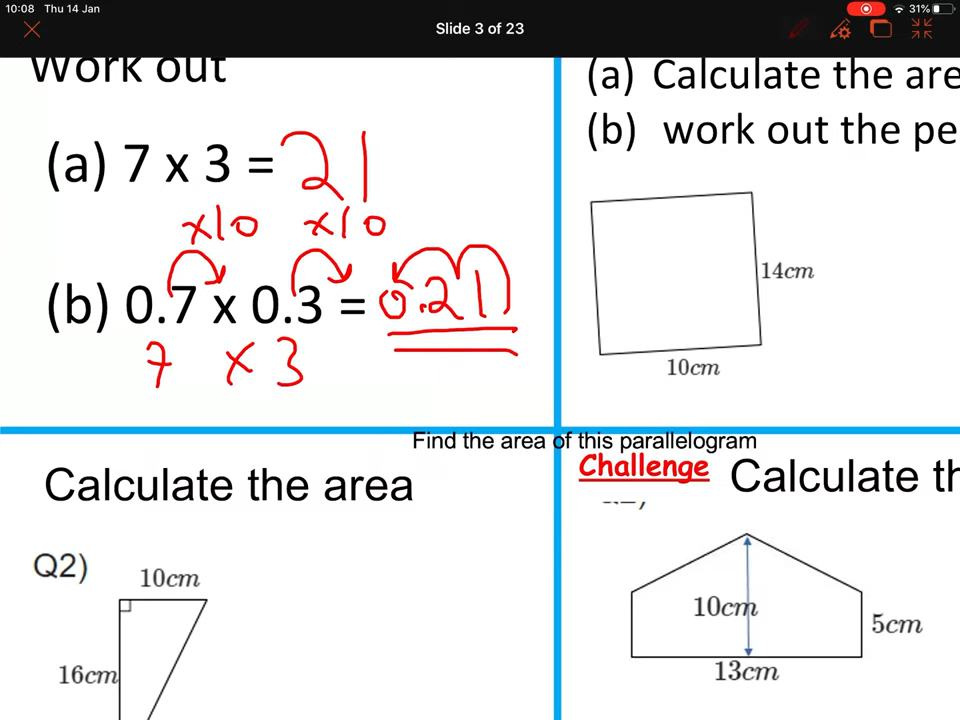 10:08 Thu 14 Jan
31%
Slide 3 of 23
Work out
(a) 7 x 3 = 21
x10 x10
(b) 0.7 x 0.3 = 0.21
7 x 3
(a) Calculate the are
(b) work out the pe
14cm
10cm
Find the area of this parallelogram
Calculate the area
Q2)
10cm
16cm
Challenge
Calculate th
10cm
5cm
13cm